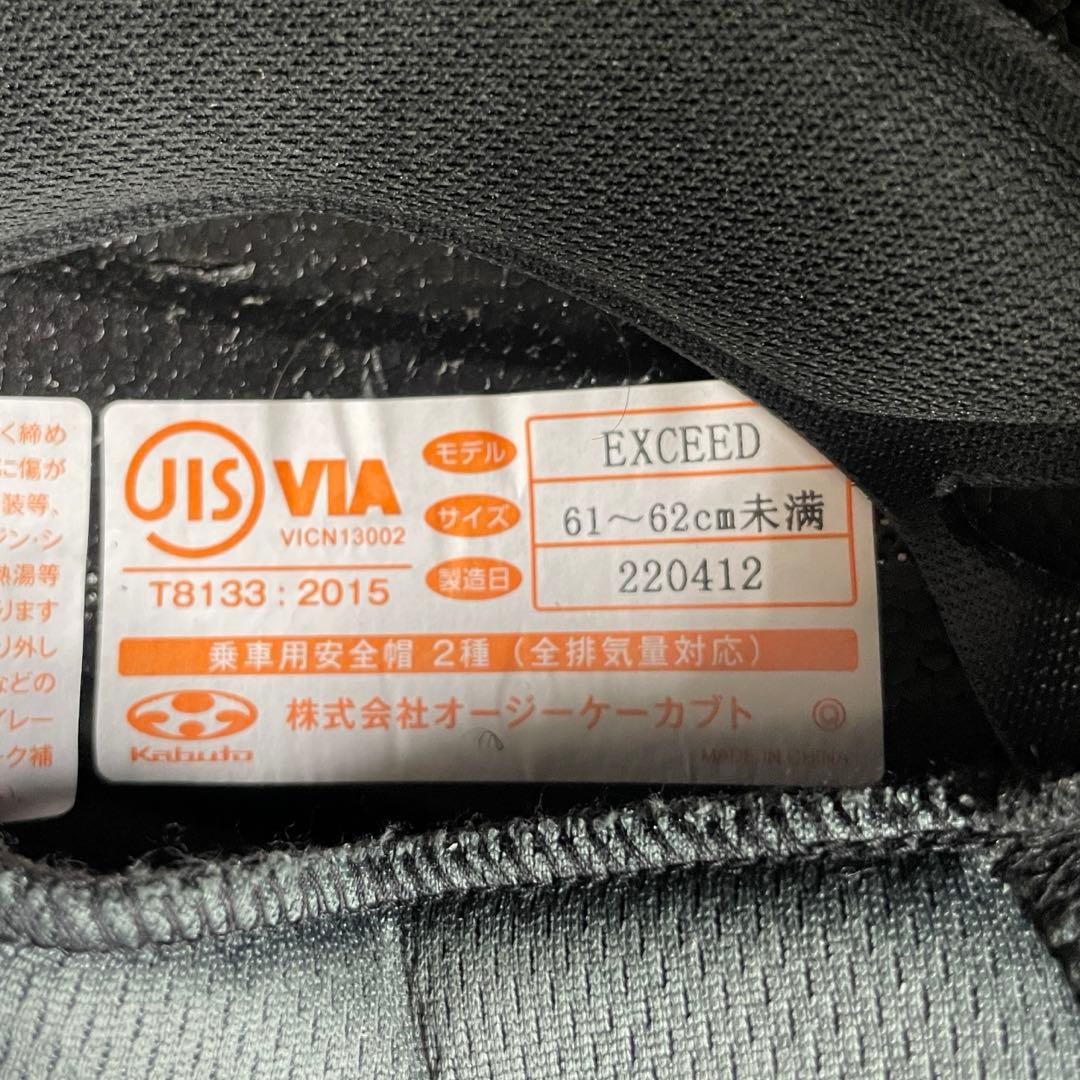 く締め
に傷が
装等、
ジン・シ
熱湯等
ります
り外し
などの
イレー
ク補
JIS VIA
VICN13002
T8133 : 2015
モデル EXCEED
サイズ 61～62cm未満
製造日 220412
乗車用安全帽 2種（全排気量対応）
Kabuto
株式会社オージーケーカブト
MADE IN CHINA